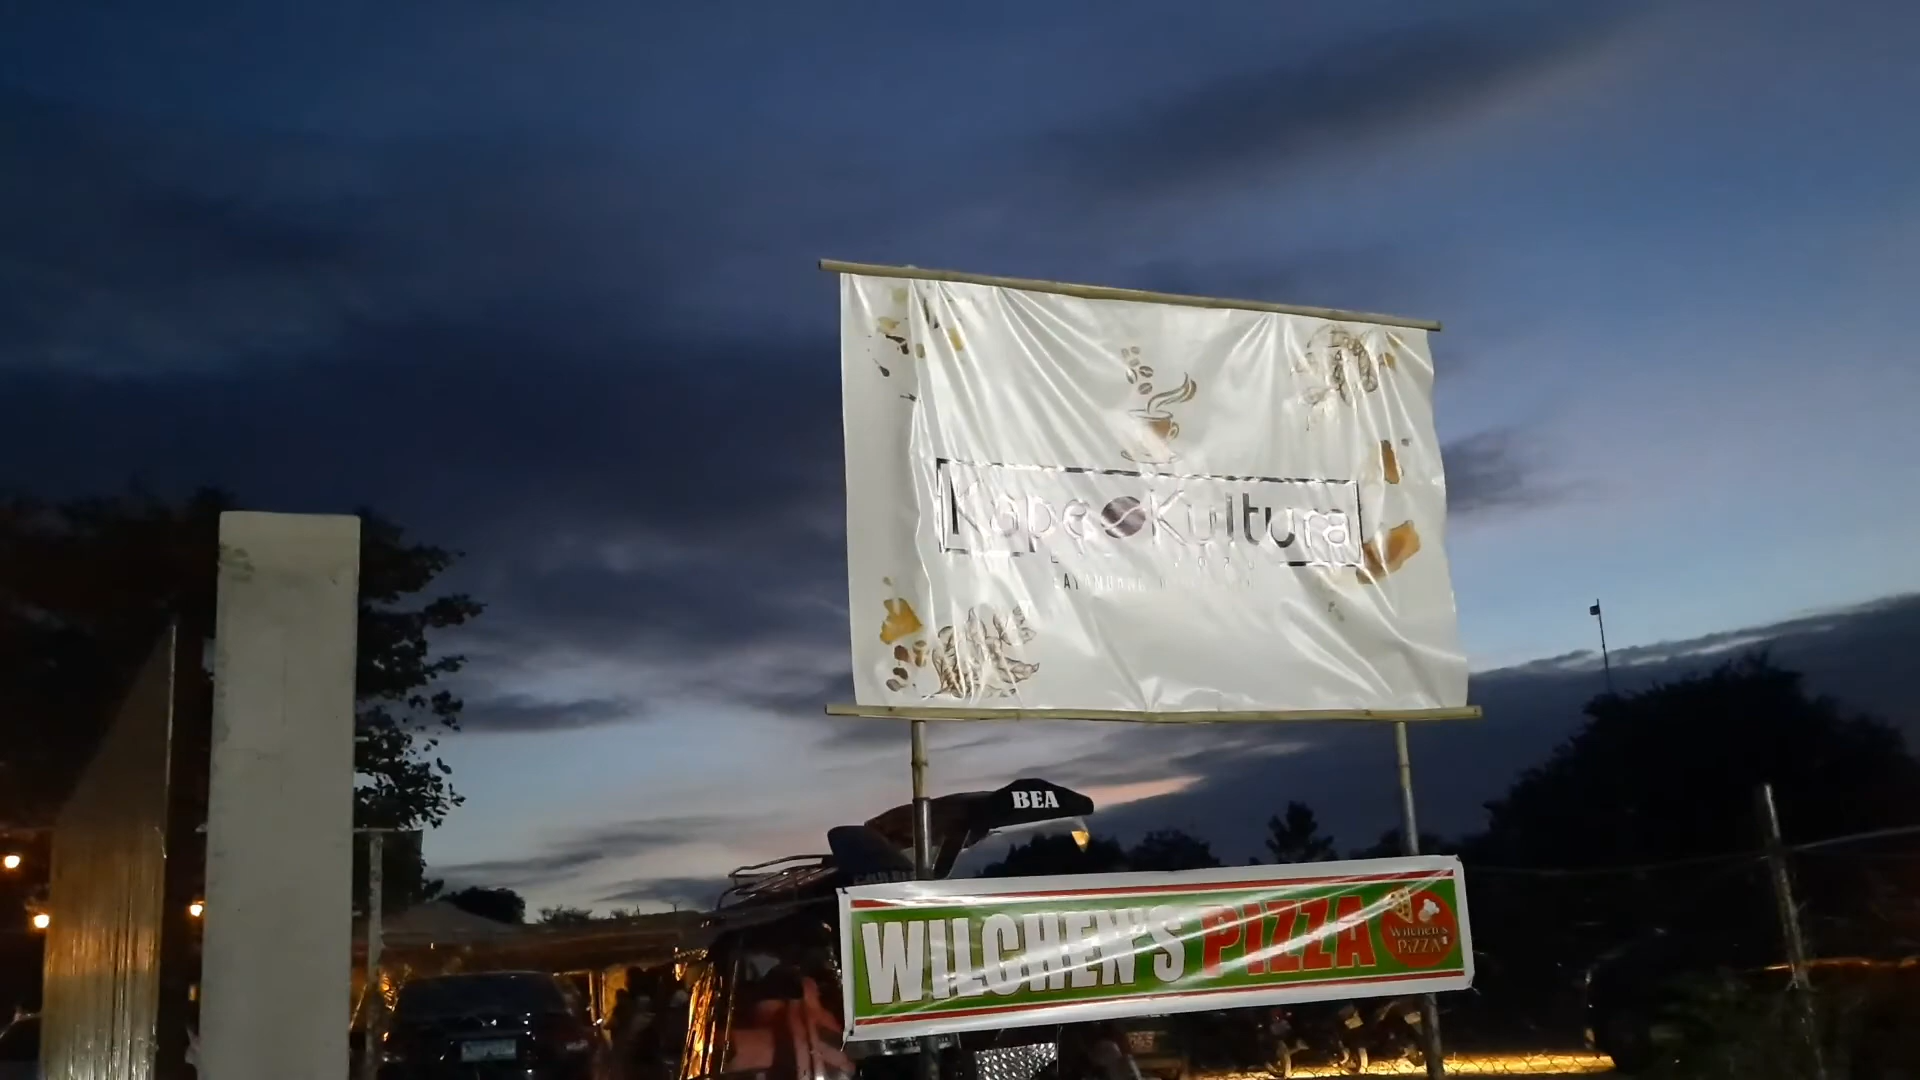 Kape Kultura
BEA
WILCHEN'S PIZZA
Wilchen's
PIZZA